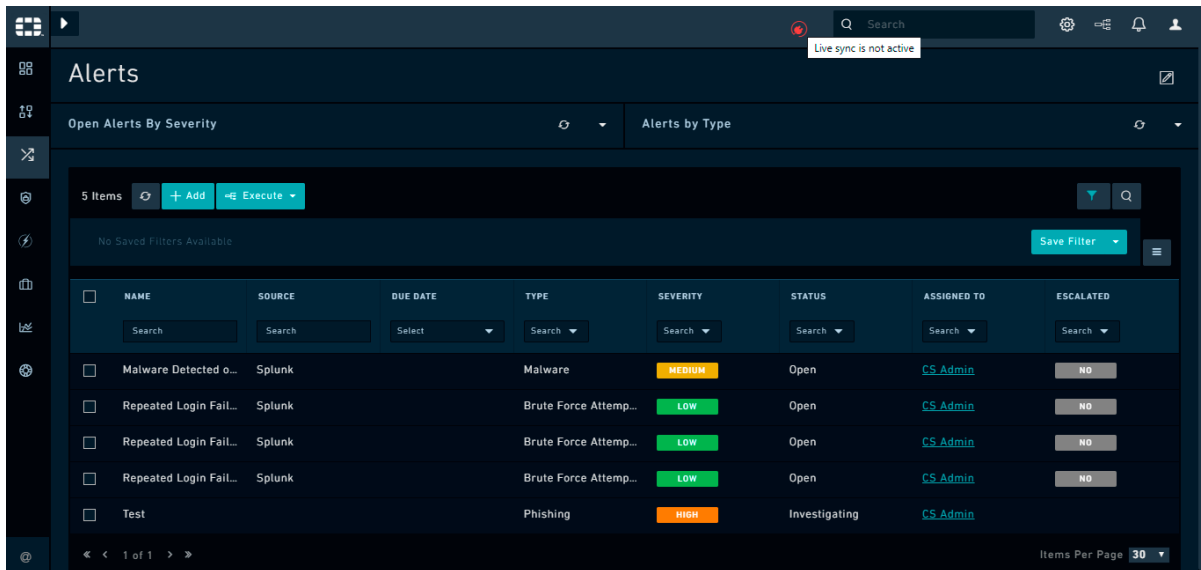 Search
Live sync is not active
Alerts
Open Alerts By Severity
Alerts by Type
5 Items + Add Execute
No Saved Filters Available
Save Filter
NAME SOURCE DUE DATE TYPE SEVERITY STATUS ASSIGNED TO ESCALATED
Search Search Select Search Search Search Search Search
Malware Detected o... Splunk Malware MEDIUM Open CS Admin NO
Repeated Login Fail... Splunk Brute Force Attemp... LOW Open CS Admin NO
Repeated Login Fail... Splunk Brute Force Attemp... LOW Open CS Admin NO
Repeated Login Fail... Splunk Brute Force Attemp... LOW Open CS Admin NO
Test Phishing HIGH Investigating CS Admin
@ « < 1 of 1 > » Items Per Page 30